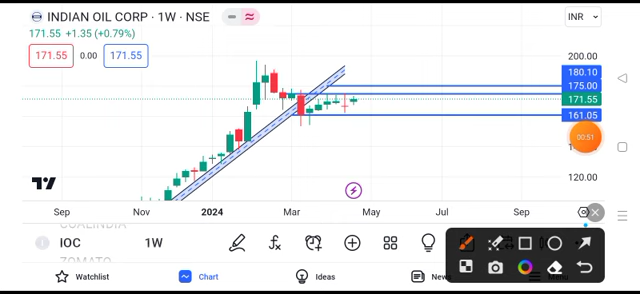 INDIAN OIL CORP · 1W · NSE
INR
171.55 +1.35 (+0.79%)
171.55 0.00 171.55
200.00
180.10
175.00
171.55
161.05
00:51
120.00
Sep Nov 2024 Mar May Jul Sep
COALINDIA
IOC 1W
ZOMATO
Watchlist Chart Ideas News Menu